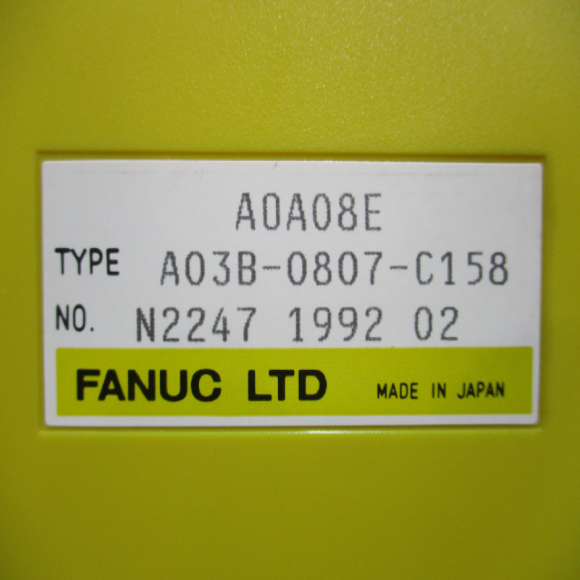 A0A08E
TYPE A03B-0807-C158
NO. N2247 1992 02
FANUC LTD MADE IN JAPAN